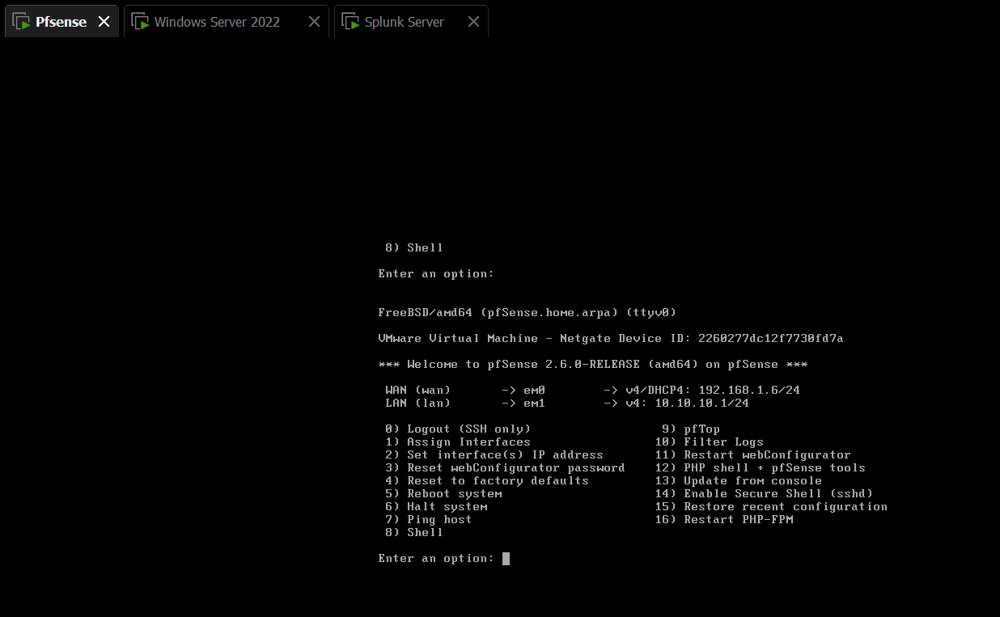 Pfsense Windows Server 2022 Splunk Server
8) Shell
Enter an option:
FreeBSD/amd64 (pfSense.home.arpa) (ttyv0)
VMware Virtual Machine - Netgate Device ID: 2260277dc12f7730fd7a
*** Welcome to pfSense 2.6.0-RELEASE (amd64) on pfSense ***
WAN (wan) -> em0 -> v4/DHCP4: 192.168.1.6/24
LAN (lan) -> em1 -> v4: 10.10.10.1/24
0) Logout (SSH only) 9) pfTop
1) Assign Interfaces 10) Filter Logs
2) Set interface(s) IP address 11) Restart webConfigurator
3) Reset webConfigurator password 12) PHP shell + pfSense tools
4) Reset to factory defaults 13) Update from console
5) Reboot system 14) Enable Secure Shell (sshd)
6) Halt system 15) Restore recent configuration
7) Ping host 16) Restart PHP-FPM
8) Shell
Enter an option: